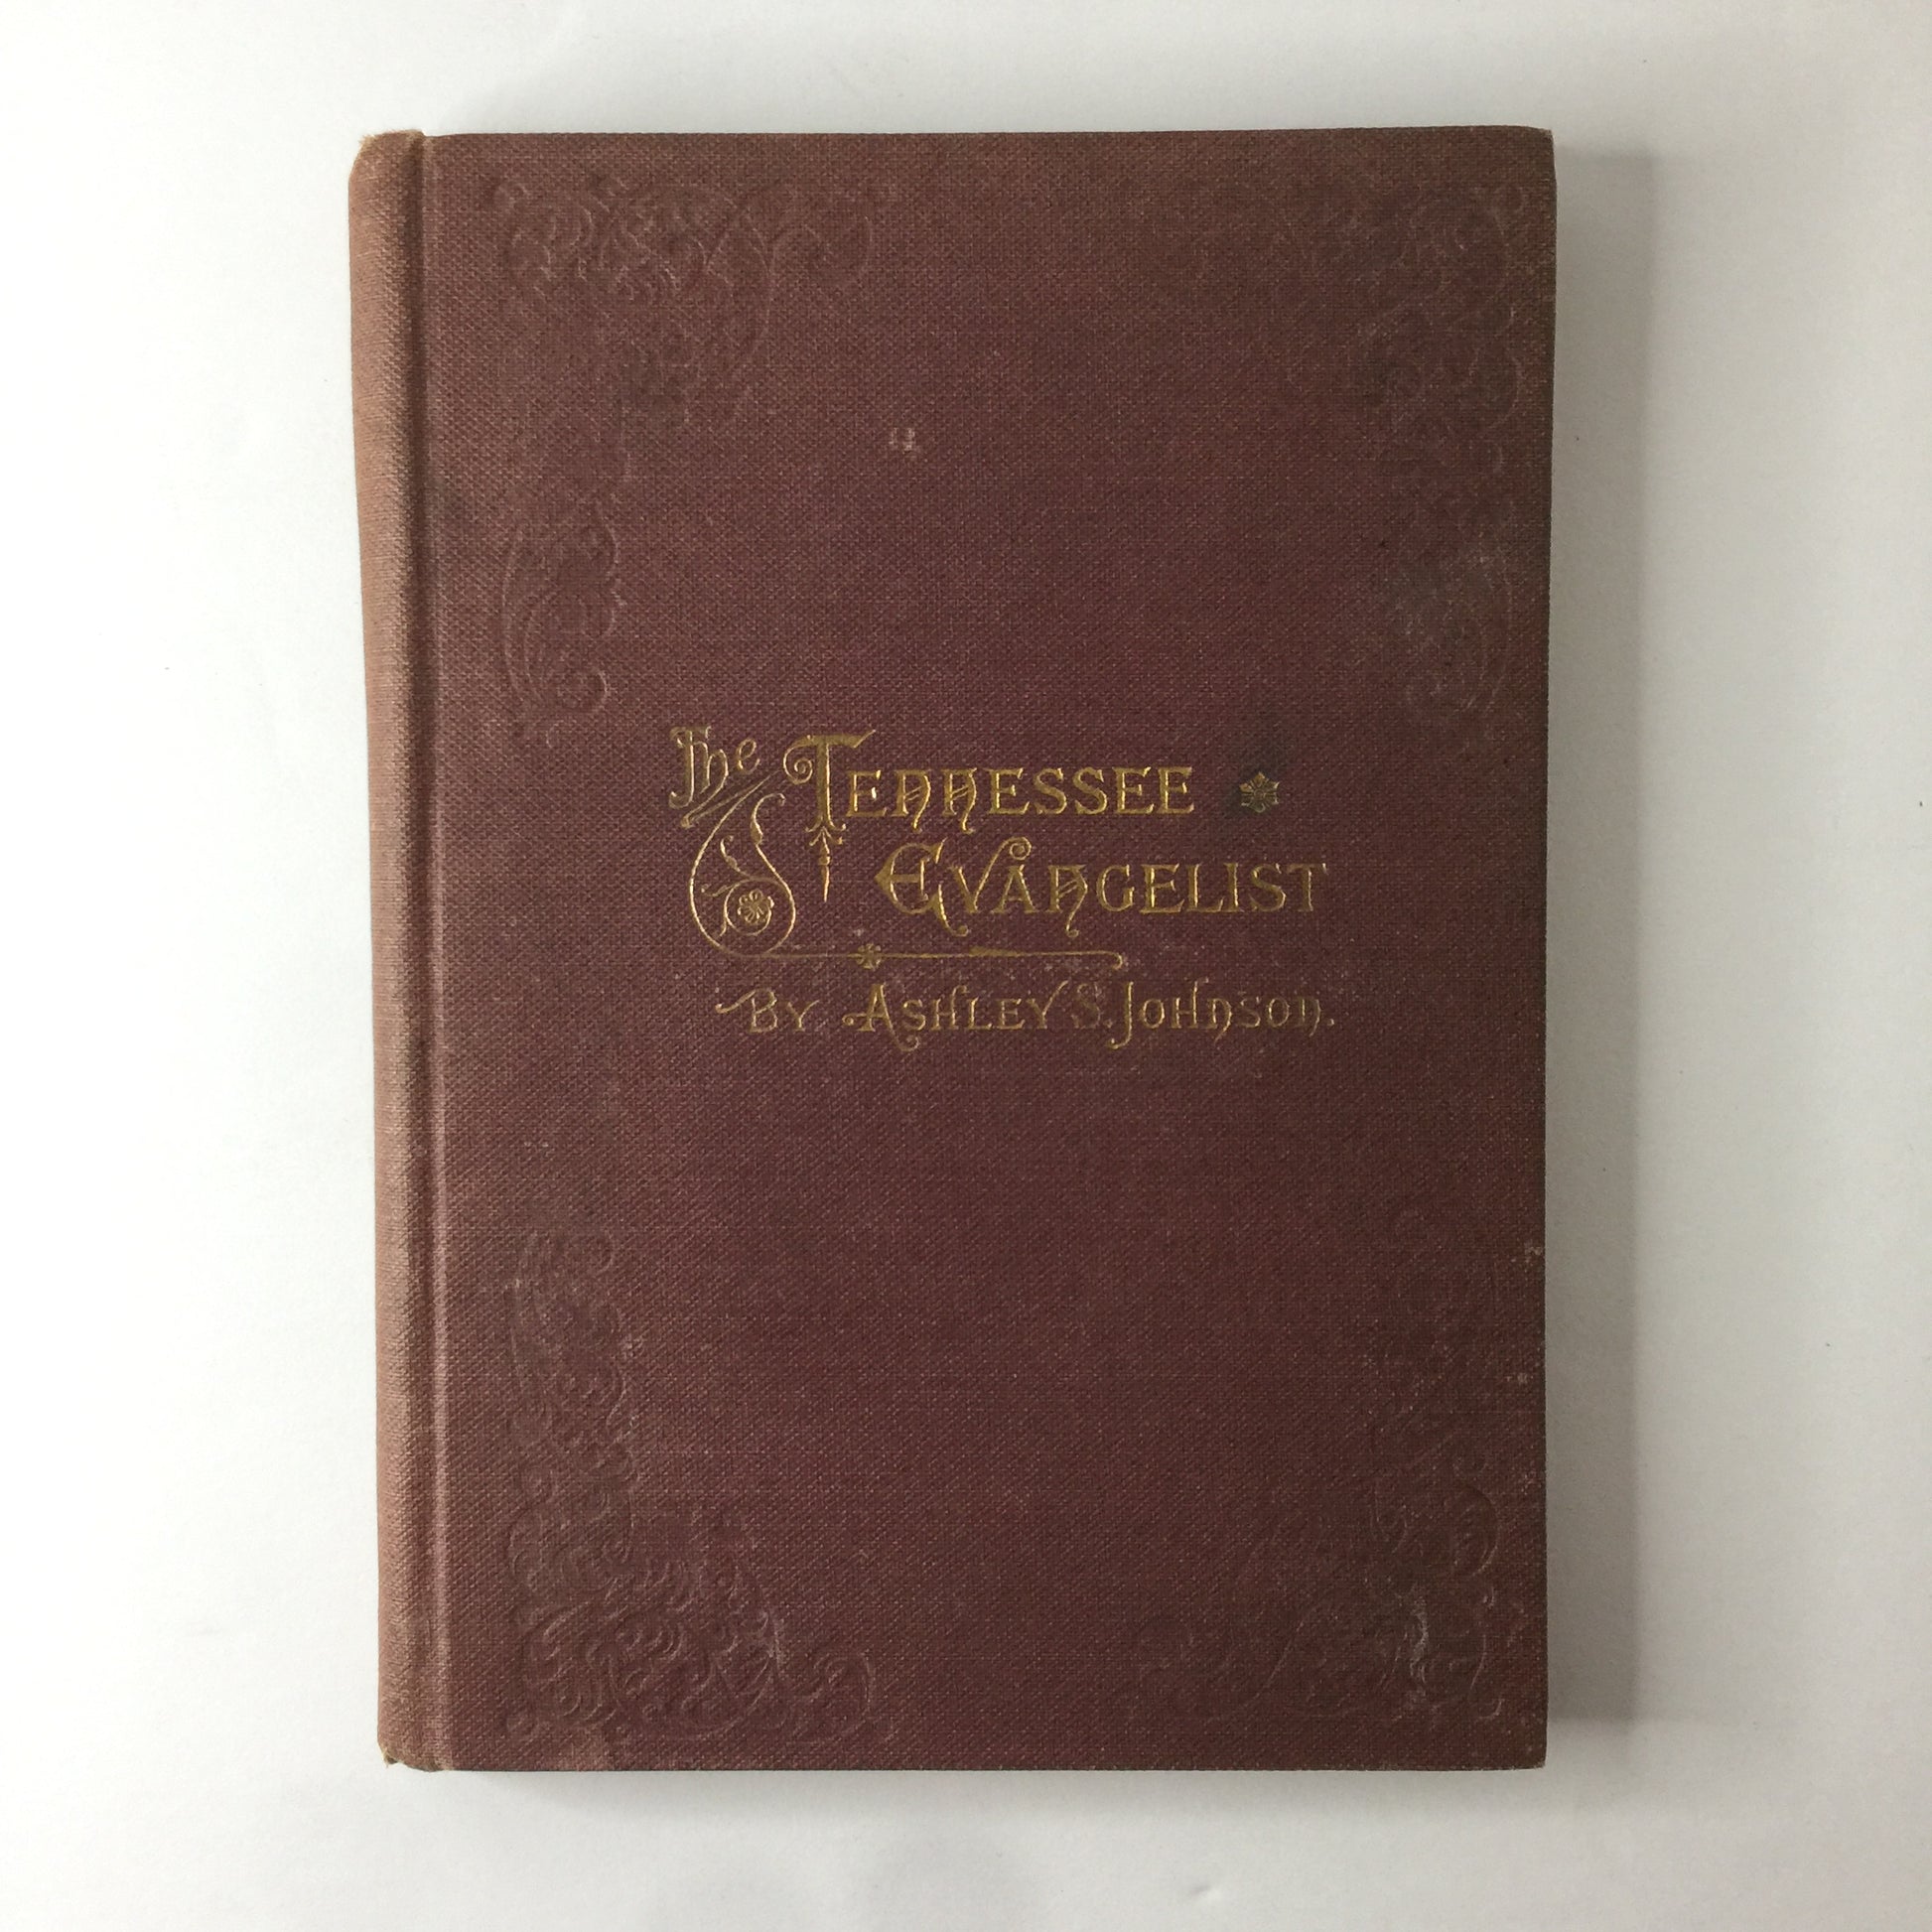 The Tennessee
Evangelist
By Ashley S. Johnson.